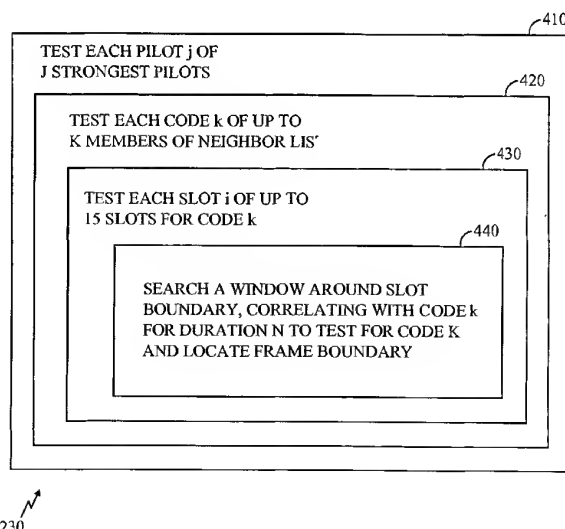 410
TEST EACH PILOT j OF
J STRONGEST PILOTS
420
TEST EACH CODE k OF UP TO
K MEMBERS OF NEIGHBOR LIS'
430
TEST EACH SLOT i OF UP TO
15 SLOTS FOR CODE k
440
SEARCH A WINDOW AROUND SLOT
BOUNDARY, CORRELATING WITH CODE k
FOR DURATION N TO TEST FOR CODE K
AND LOCATE FRAME BOUNDARY
230